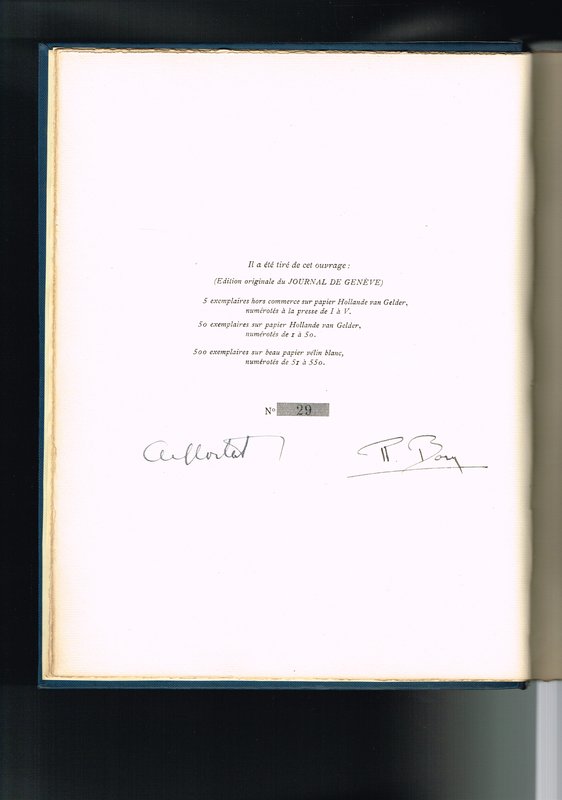 Il a été tiré de cet ouvrage :
(Edition originale du JOURNAL DE GENÈVE)
5 exemplaires hors commerce sur papier Hollande van Gelder,
numérotés à la presse de I à V.
50 exemplaires sur papier Hollande van Gelder,
numérotés de 1 à 50.
500 exemplaires sur beau papier vélin blanc,
numérotés de 51 à 550.
Nº 29